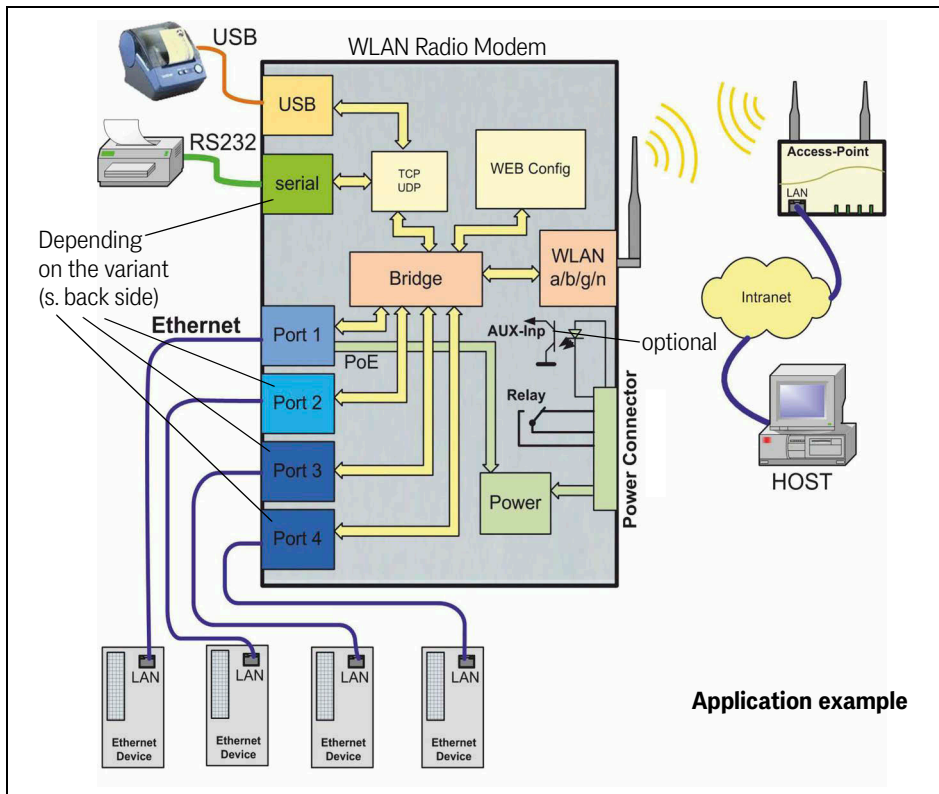 USB
WLAN Radio Modem
USB
RS232
serial
TCP
UDP
WEB Config
Access-Point
LAN
Depending
on the variant
(s. back side)
Bridge
WLAN
a/b/g/n
Intranet
Ethernet
Port 1
PoE
AUX-Inp
optional
Port 2
Relay
Port 3
Power
Power Connector
HOST
Port 4
LAN
LAN
LAN
LAN
Application example
Ethernet
Device
Ethernet
Device
Ethernet
Device
Ethernet
Device